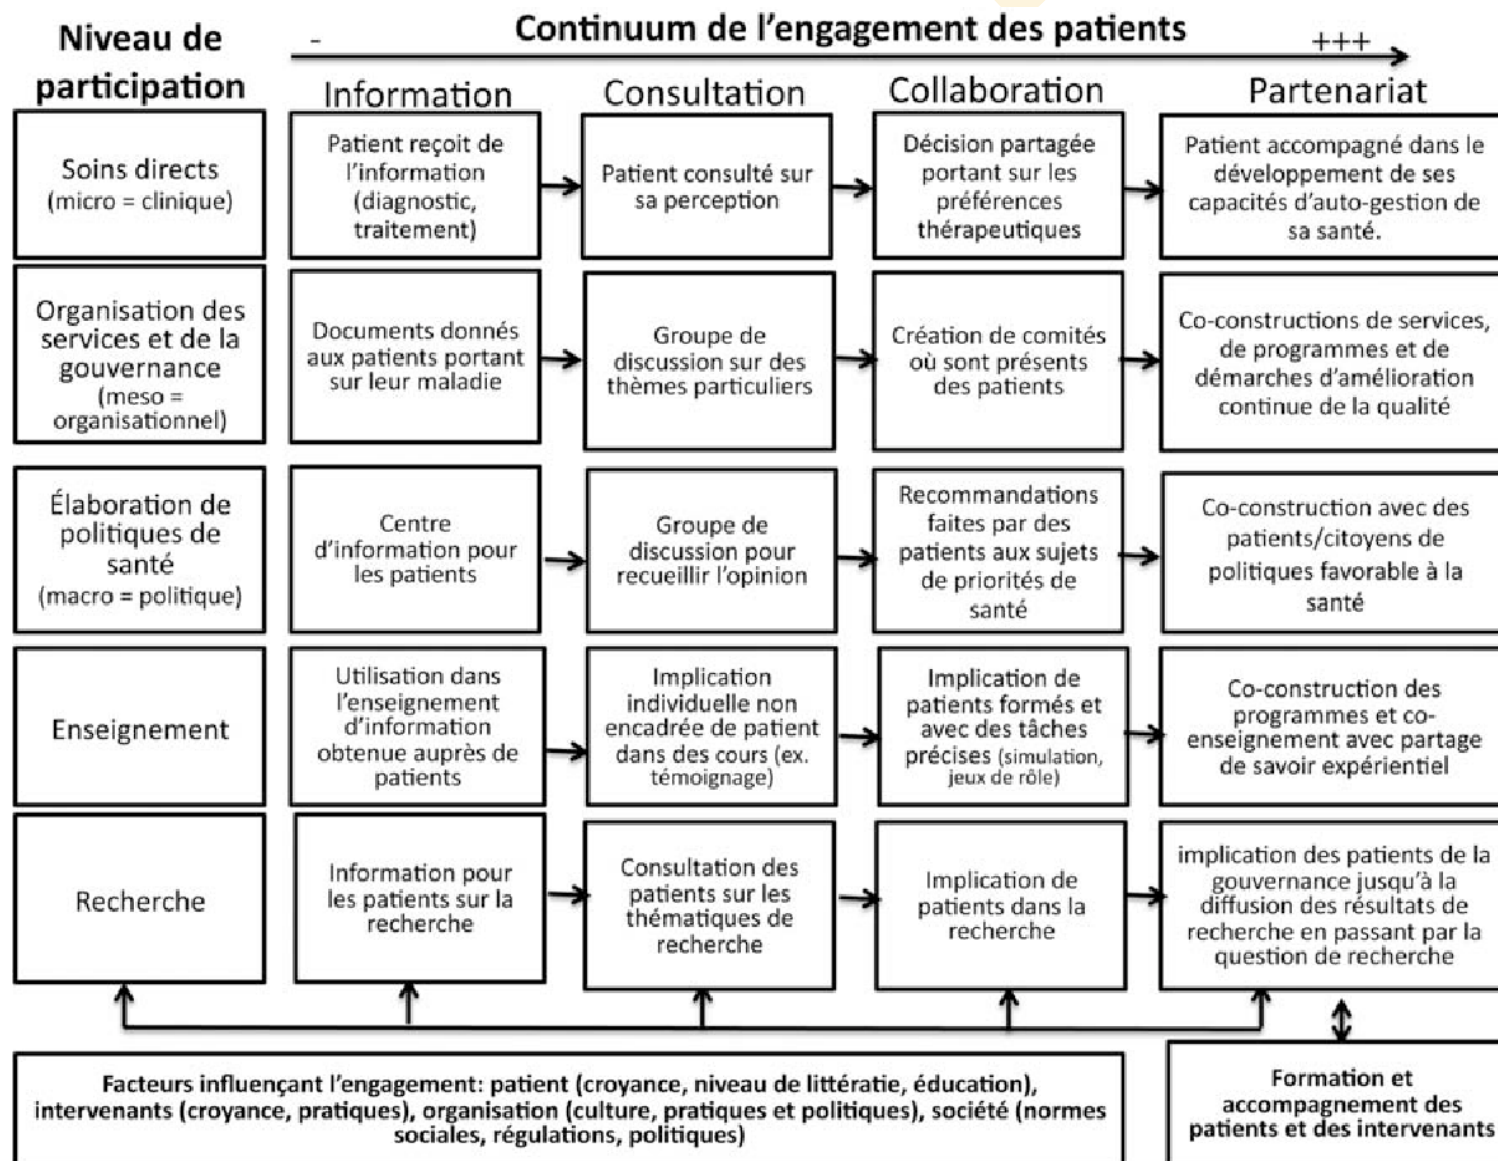 Niveau de
participation
-
Continuum de l'engagement des patients
+++
Information
Consultation
Collaboration
Partenariat
Soins directs
(micro = clinique)
Patient reçoit de
l'information
(diagnostic,
traitement)
Patient consulté sur
sa perception
Décision partagée
portant sur les
préférences
thérapeutiques
Patient accompagné dans le
développement de ses
capacités d'auto-gestion de
sa santé.
Organisation des
services et de la
gouvernance
(meso =
organisationnel)
Documents donnés
aux patients portant
sur leur maladie
Groupe de
discussion sur des
thèmes particuliers
Création de comités
où sont présents
des patients
Co-constructions de services,
de programmes et de
démarches d'amélioration
continue de la qualité
Élaboration de
politiques de
santé
(macro = politique)
Centre
d'information pour
les patients
Groupe de
discussion pour
recueillir l'opinion
Recommandations
faites par des
patients aux sujets
de priorités de
santé
Co-construction avec des
patients/citoyens de
politiques favorable à la
santé
Enseignement
Utilisation dans
l'enseignement
d'information
obtenue auprès de
patients
Implication
individuelle non
encadrée de patient
dans des cours (ex.
témoignage)
Implication de
patients formés et
avec des tâches
précises (simulation,
jeux de rôle)
Co-construction des
programmes et co-
enseignement avec partage
de savoir expérientiel
Recherche
Information pour
les patients sur la
recherche
Consultation des
patients sur les
thématiques de
recherche
Implication de
patients dans la
recherche
implication des patients de la
gouvernance jusqu'à la
diffusion des résultats de
recherche en passant par la
question de recherche
Facteurs influençant l'engagement: patient (croyance, niveau de littératie, éducation),
intervenants (croyance, pratiques), organisation (culture, pratiques et politiques), société (normes
sociales, régulations, politiques)
Formation et
accompagnement des
patients et des intervenants